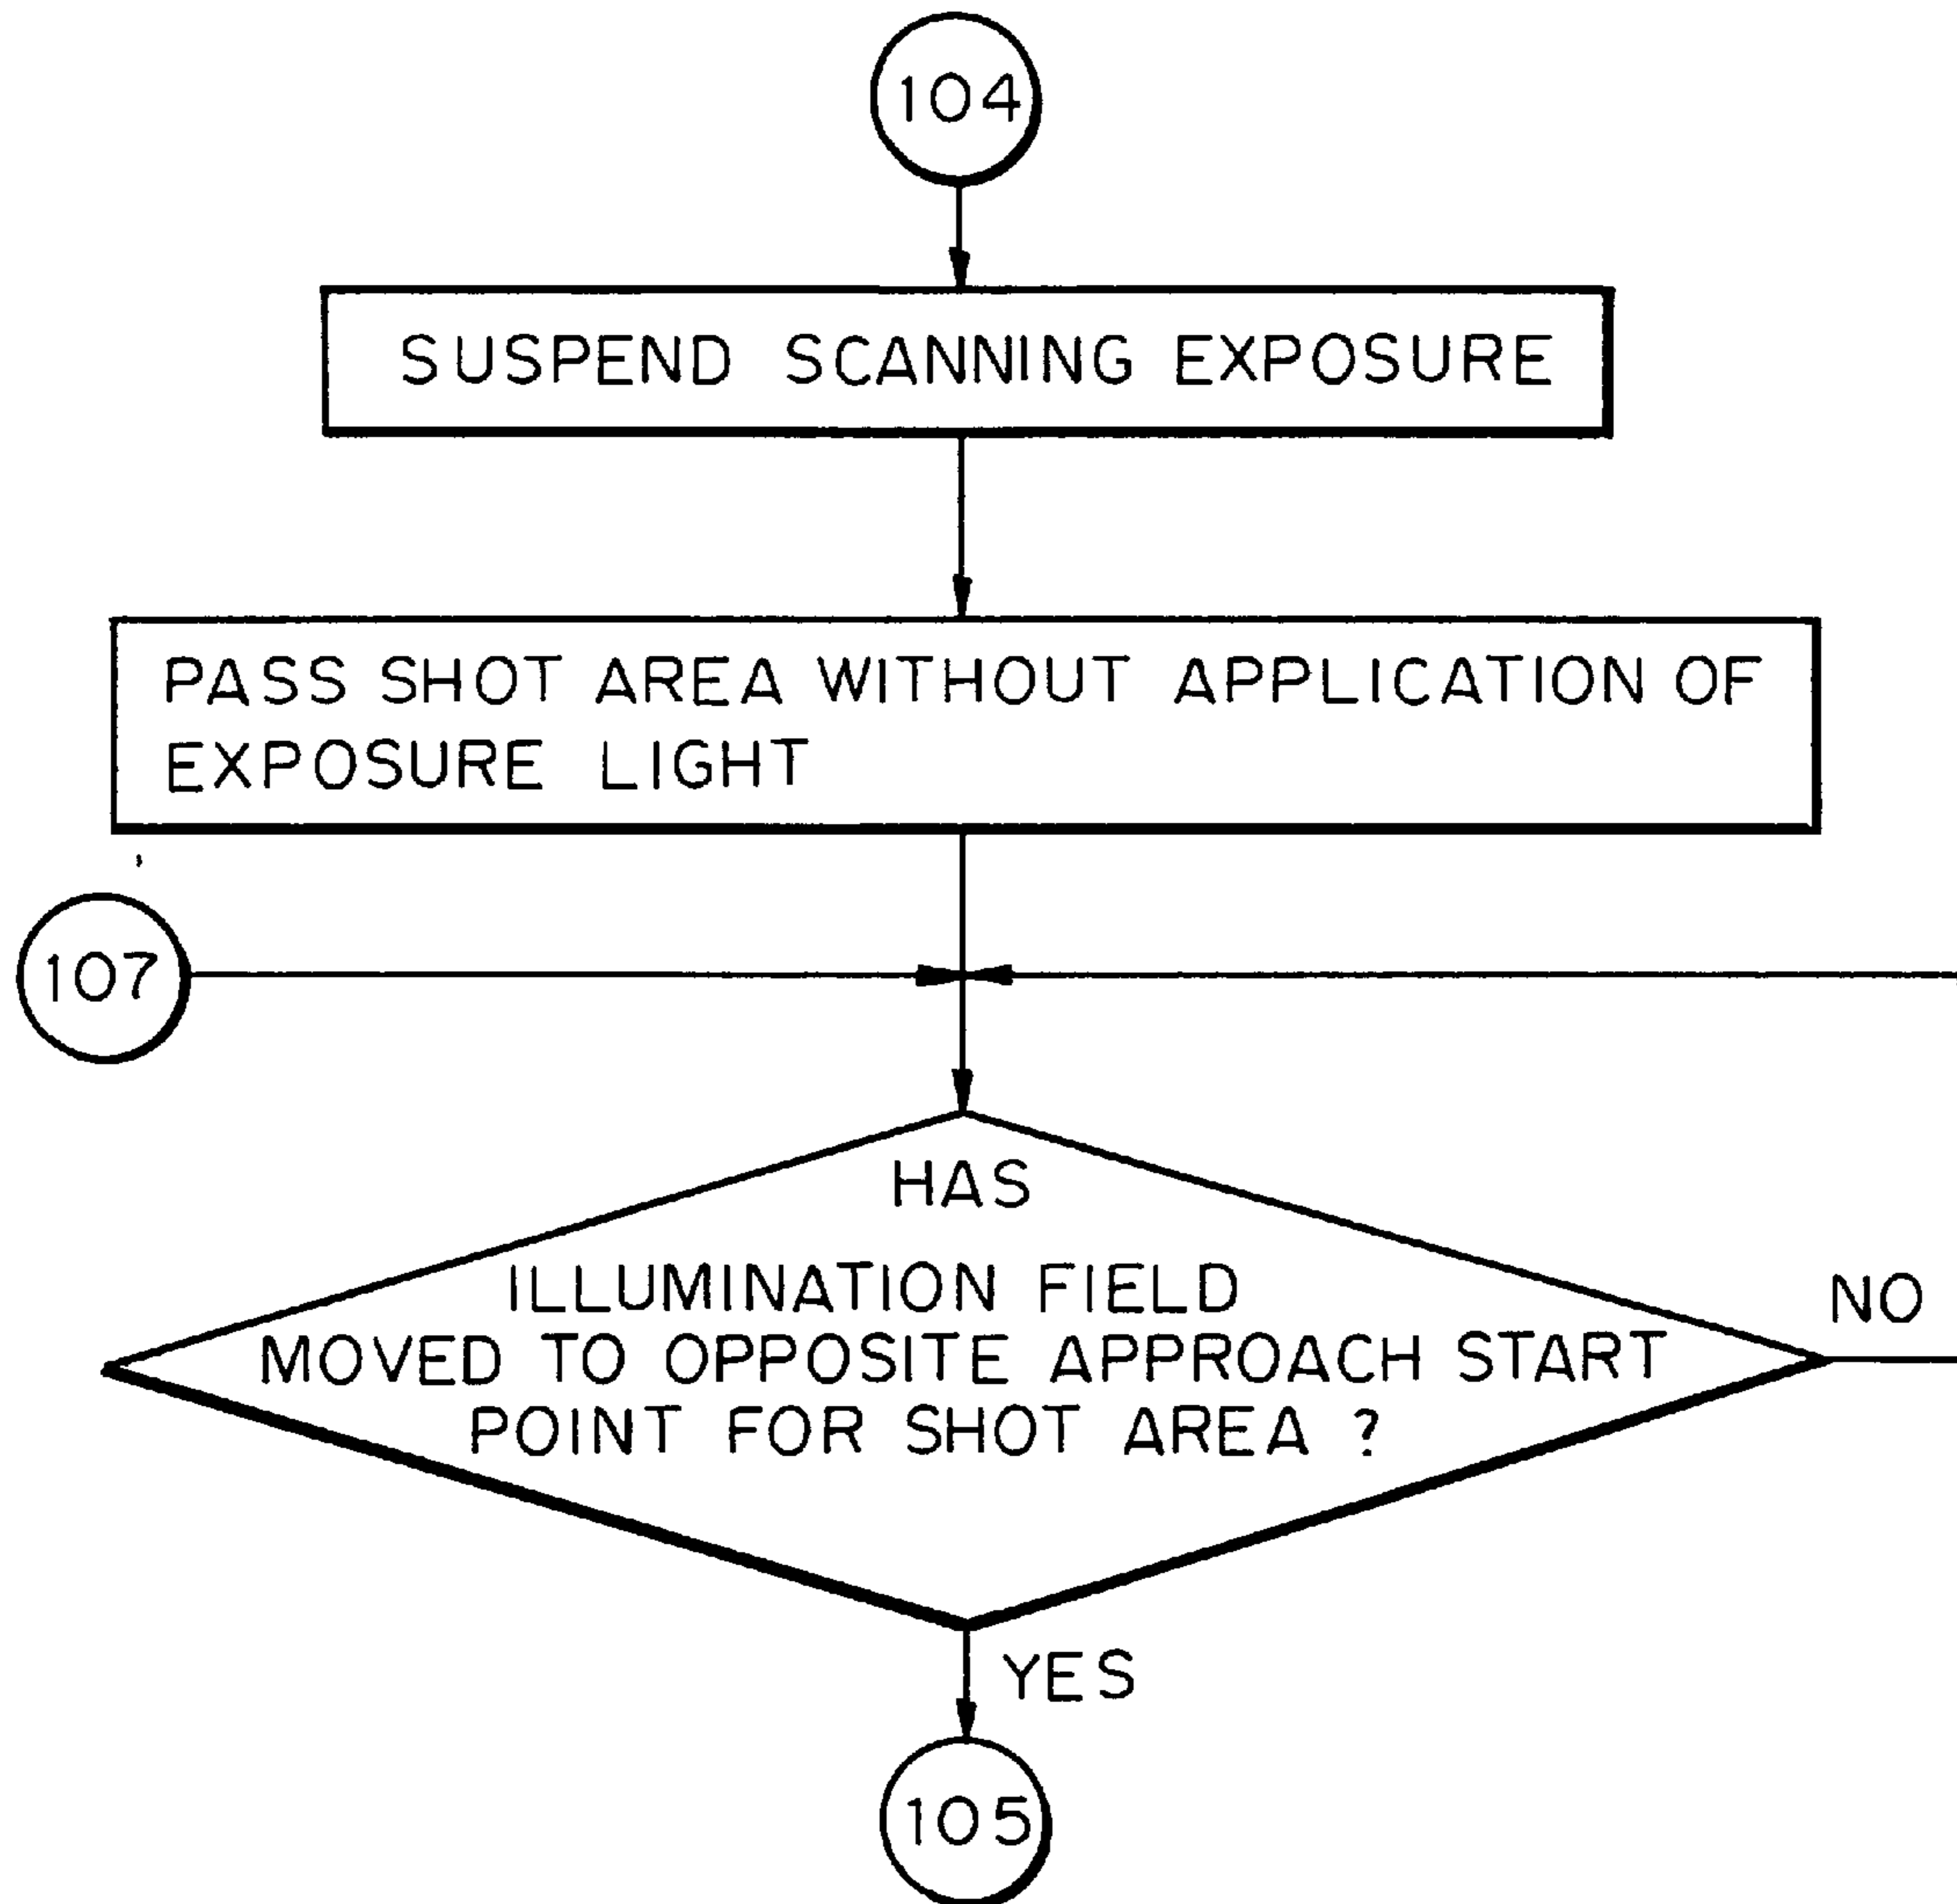 104
SUSPEND SCANNING EXPOSURE
PASS SHOT AREA WITHOUT APPLICATION OF
EXPOSURE LIGHT
107
HAS
ILLUMINATION FIELD
MOVED TO OPPOSITE APPROACH START
POINT FOR SHOT AREA ?
NO
YES
105